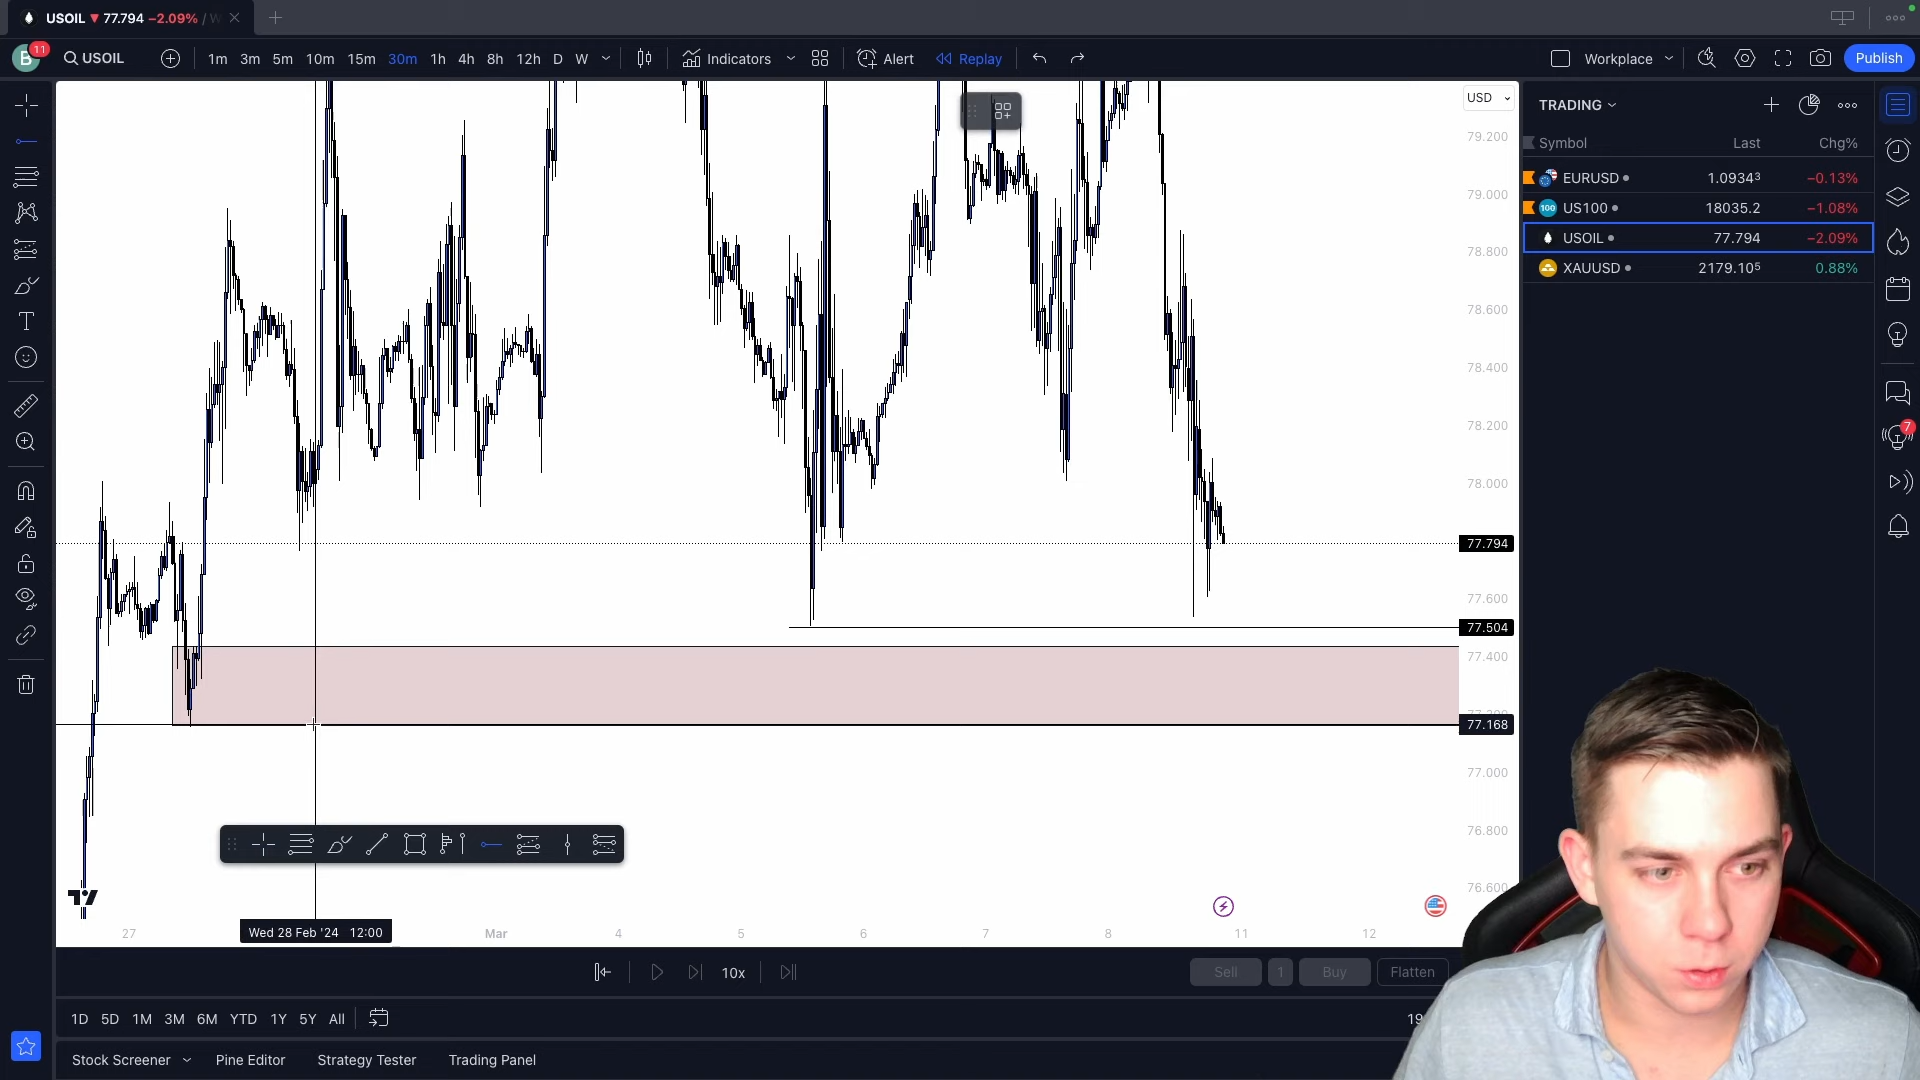 USOIL ▼ 77.794 −2.09% / W
B 11 USOIL 1m 3m 5m 10m 15m 30m 1h 4h 8h 12h D W Indicators Alert Replay Workplace Publish
USD
79.200
79.000
78.800
78.600
78.400
78.200
78.000
77.794
77.600
77.504
77.400
77.168
77.000
76.800
76.600
27 Wed 28 Feb '24 12:00 Mar 4 5 6 7 8 11 12
TRADING
Symbol Last Chg%
EURUSD 1.09343 −0.13%
100 US100 18035.2 −1.08%
USOIL 77.794 −2.09%
XAUUSD 2179.105 0.88%
7
10x Sell 1 Buy Flatten
1D 5D 1M 3M 6M YTD 1Y 5Y All 19
Stock Screener Pine Editor Strategy Tester Trading Panel